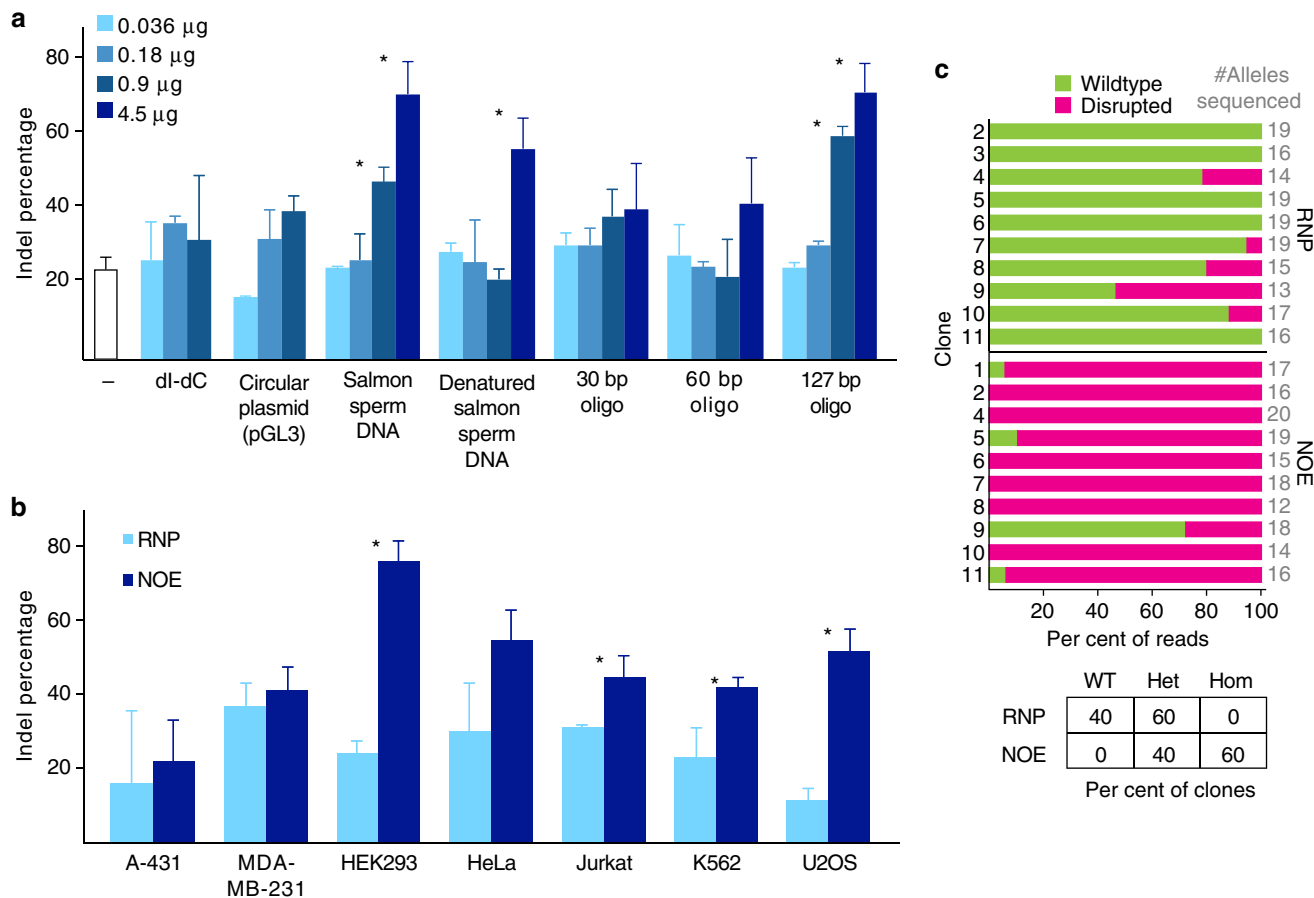 a
0.036 µg
0.18 µg
0.9 µg
4.5 µg
Indel percentage
80
60
40
20
*
*
*
*
*
–
dI-dC
Circular
plasmid
(pGL3)
Salmon
sperm
DNA
Denatured
salmon
sperm
DNA
30 bp
oligo
60 bp
oligo
127 bp
oligo
b
RNP
NOE
Indel percentage
80
60
40
20
*
*
*
*
A-431
MDA-
MB-231
HEK293
HeLa
Jurkat
K562
U2OS
c
Wildtype
Disrupted
#Alleles
sequenced
Clone
2 19
3 16
4 14
5 19
6 19
7 19
8 15
9 13
10 17
11 16
RNP
1 17
2 16
4 20
5 19
6 15
7 18
8 12
9 18
10 14
11 16
NOE
20 40 60 80 100
Per cent of reads
WT Het Hom
RNP 40 60 0
NOE 0 40 60
Per cent of clones